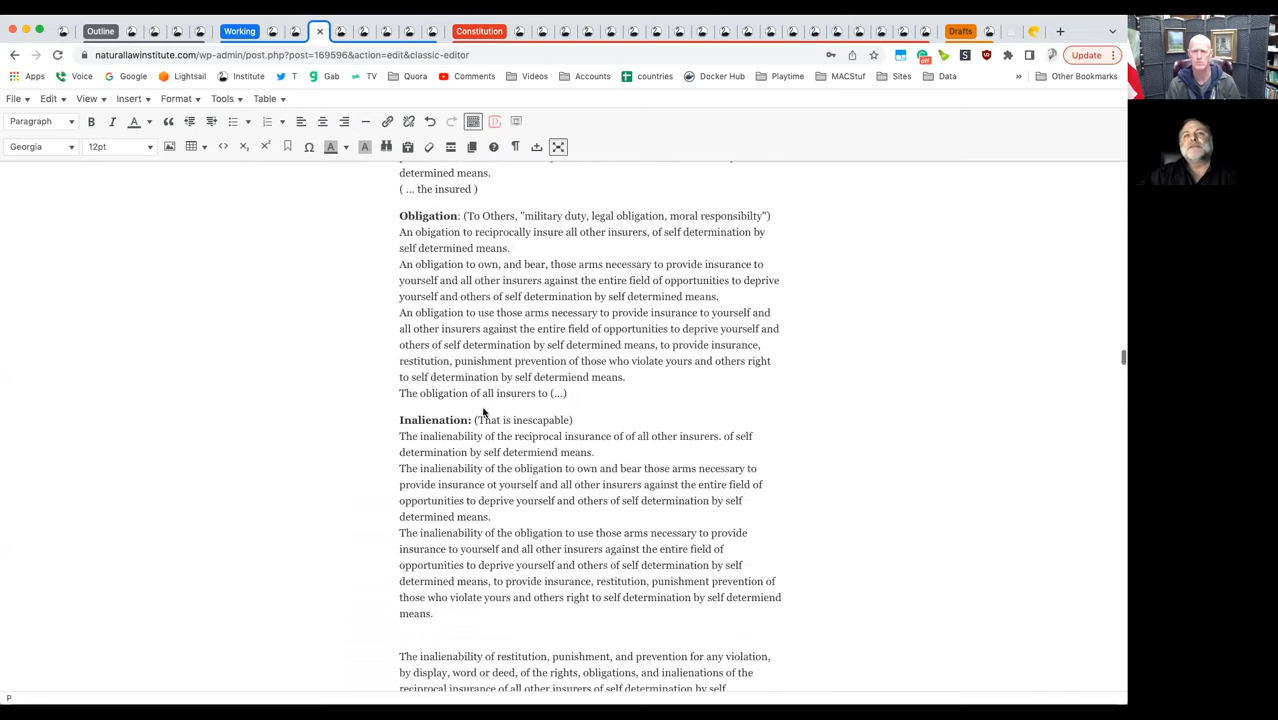 Outline
Working
Constitution
Drafts
naturallawinstitute.com/wp-admin/post.php?post=169596&action=edit&classic-editor
off
Update
Apps Voice Google Lightsail Institute T Gab TV Quora Comments Videos Accounts countries Docker Hub Playtime MACStuf Sites Data » Other Bookmarks
File Edit View Insert Format Tools Table
Paragraph B I A
Georgia 12pt
determined means.
( ... the insured )
Obligation: (To Others, "military duty, legal obligation, moral responsibilty")
An obigation to reciprocally insure all other insurers, of self determination by
self determined means.
An obligation to own, and bear, those arms necessary to provide insurance to
yourself and all other insurers against the entire field of opportunities to deprive
yourself and others of self determination by self determined means.
An obligation to use those arms necessary to provide insurance to yourself and
all other insurers against the entire field of opportunities to deprive yourself and
others of self determination by self determined means, to provide insurance,
restitution, punishment prevention of those who violate yours and others right
to self determination by self determiend means.
The obligation of all insurers to (...)
Inalienation: (That is inescapable)
The inalienability of the reciprocal insurance of of all other insurers. of self
determination by self determiend means.
The inalienability of the obligation to own and bear those arms necessary to
provide insurance ot yourself and all other insurers against the entire field of
opportunities to deprive yourself and others of self determination by self
determined means.
The inalienability of the obligation to use those arms necessary to provide
insurance to yourself and all other insurers against the entire field of
opportunities to deprive yourself and others of self determination by self
determined means, to provide insurance, restitution, punishment prevention of
those who violate yours and others right to self determination by self determiend
means.
The inalienability of restitution, punishment, and prevention for any violation,
by display, word or deed, of the rights, obligations, and inalienations of the
reciprocal insurance of all other insurers of self determination by self
P